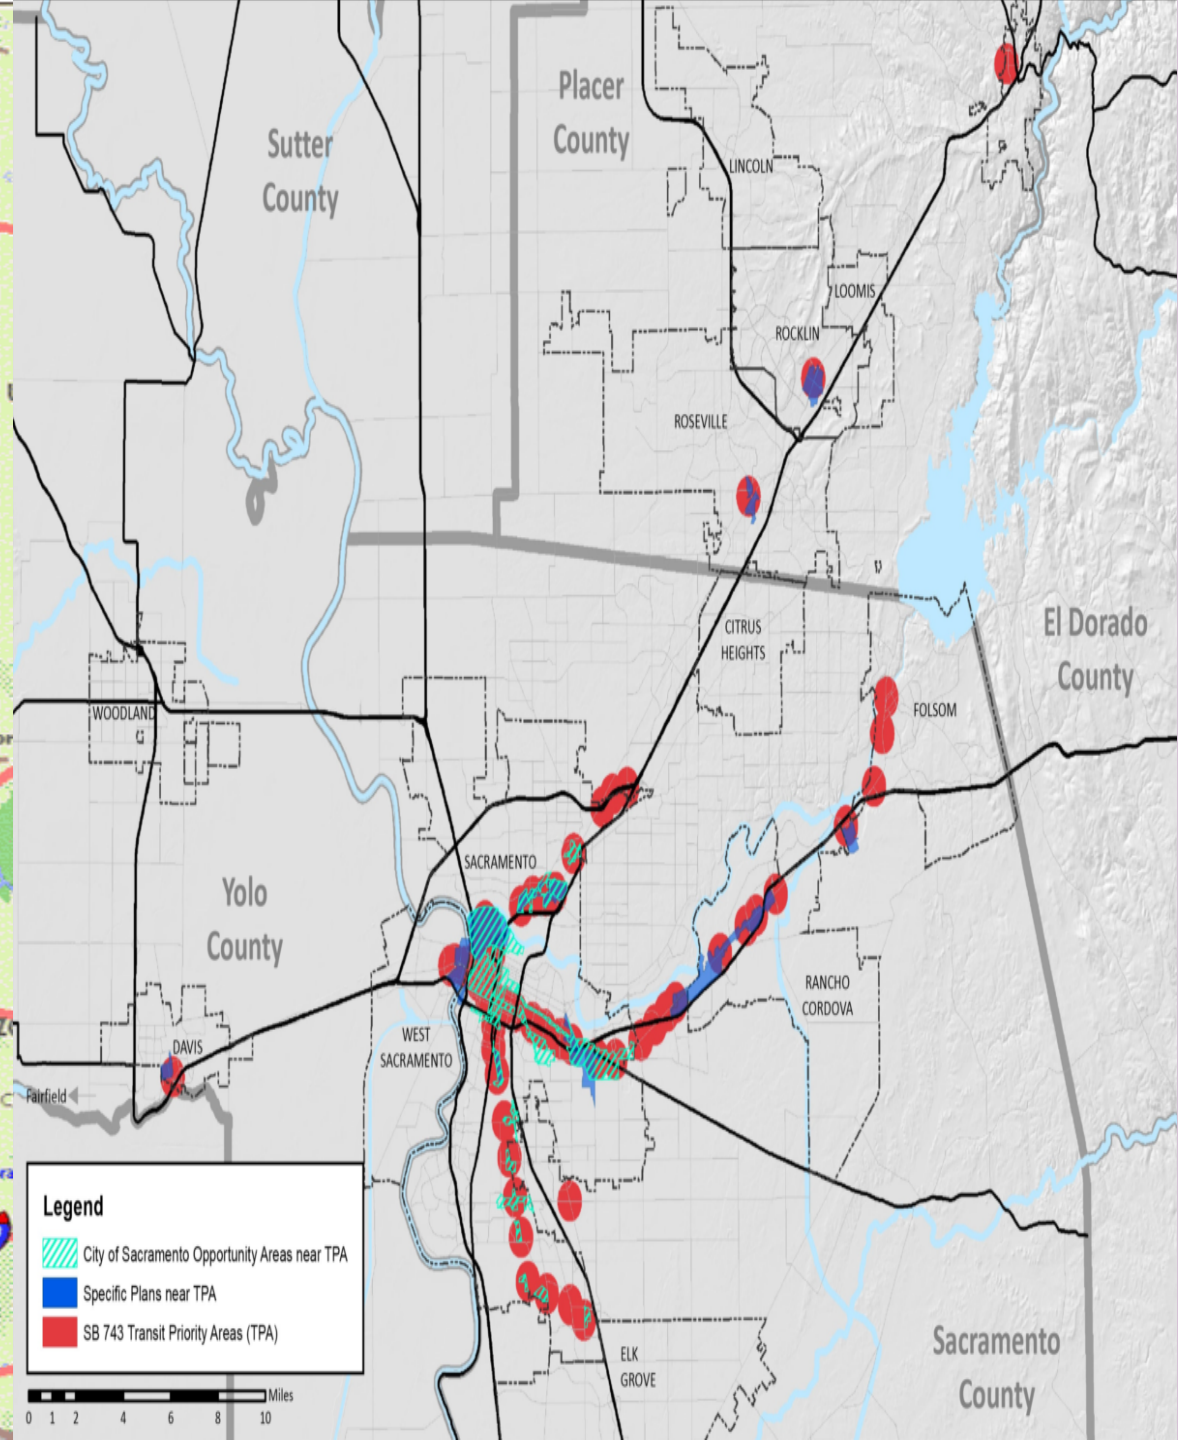 Placer
County
Sutter
County
LINCOLN
LOOMIS
ROCKLIN
ROSEVILLE
CITRUS
HEIGHTS
El Dorado
County
WOODLAND
FOLSOM
SACRAMENTO
Yolo
County
RANCHO
CORDOVA
WEST
SACRAMENTO
DAVIS
Fairfield
Legend
City of Sacramento Opportunity Areas near TPA
Specific Plans near TPA
SB 743 Transit Priority Areas (TPA)
ELK
GROVE
Sacramento
County
Miles
0 1 2 4 6 8 10